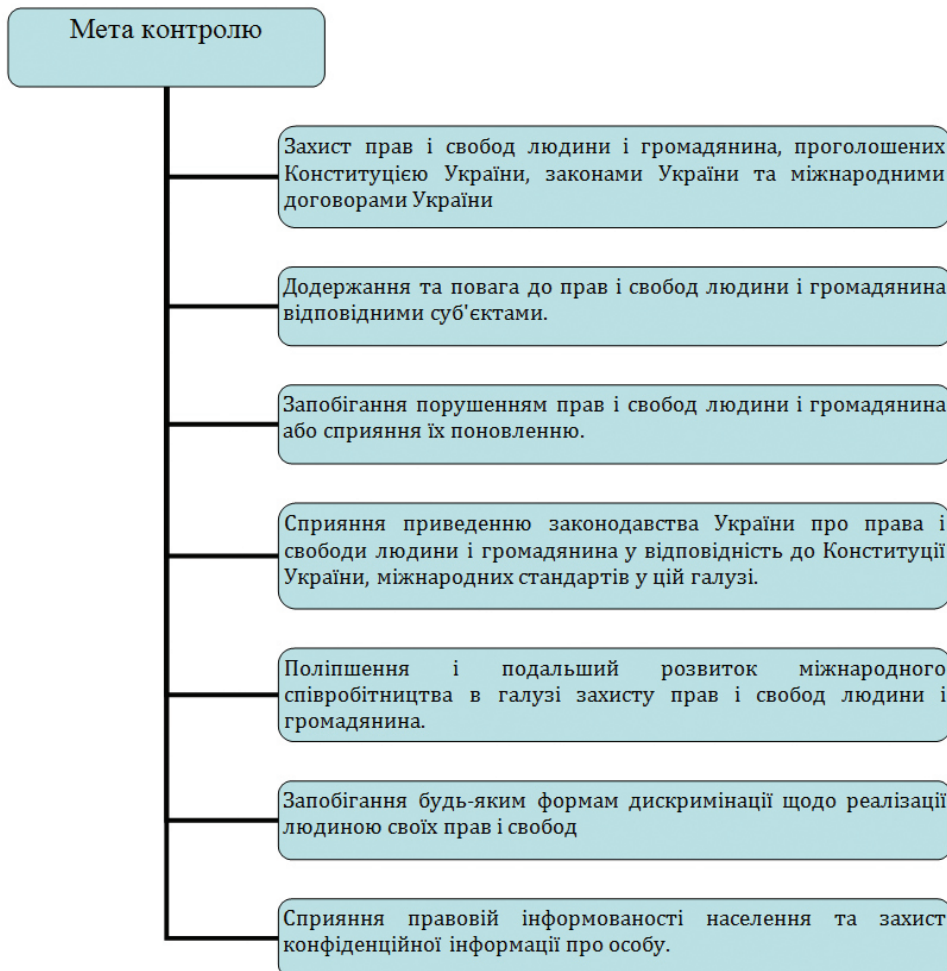 Мета контролю
Захист прав і свобод людини і громадянина, проголошених
Конституцією України, законами України та міжнародними
договорами України
Додержання та повага до прав і свобод людини і громадянина
відповідними суб'єктами.
Запобігання порушенням прав і свобод людини і громадянина
або сприяння їх поновленню.
Сприяння приведенню законодавства України про права і
свободи людини і громадянина у відповідність до Конституції
України, міжнародних стандартів у цій галузі.
Поліпшення і подальший розвиток міжнародного
співробітництва в галузі захисту прав і свобод людини і
громадянина.
Запобігання будь-яким формам дискримінації щодо реалізації
людиною своїх прав і свобод
Сприяння правовій інформованості населення та захист
конфіденційної інформації про особу.